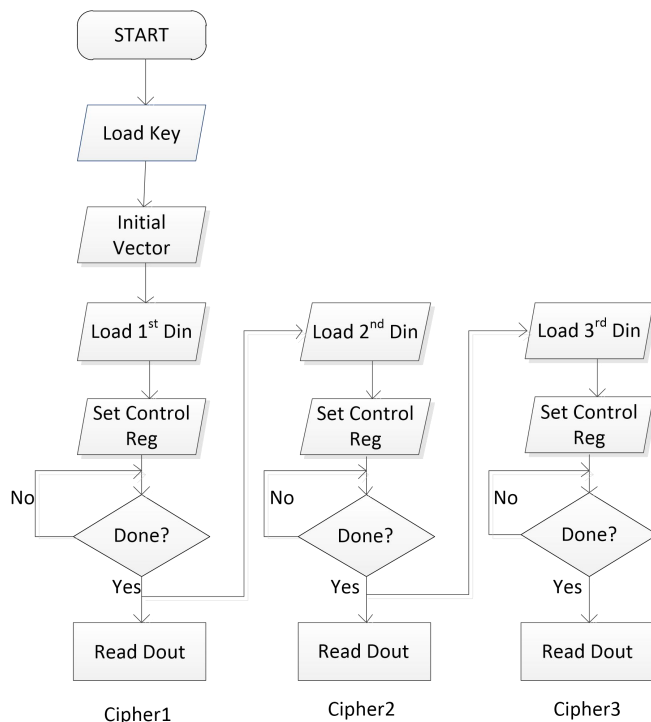 START
Load Key
Initial
Vector
Load 1st Din
Set Control
Reg
No
Done?
Yes
Read Dout
Cipher1
Load 2nd Din
Set Control
Reg
No
Done?
Yes
Read Dout
Cipher2
Load 3rd Din
Set Control
Reg
No
Done?
Yes
Read Dout
Cipher3